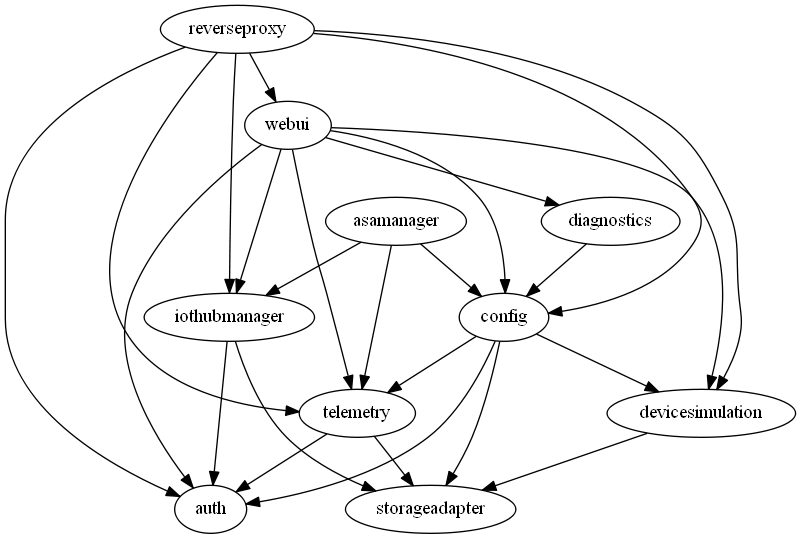 reverseproxy
webui
asamanager
diagnostics
iothubmanager
config
telemetry
devicesimulation
auth
storageadapter